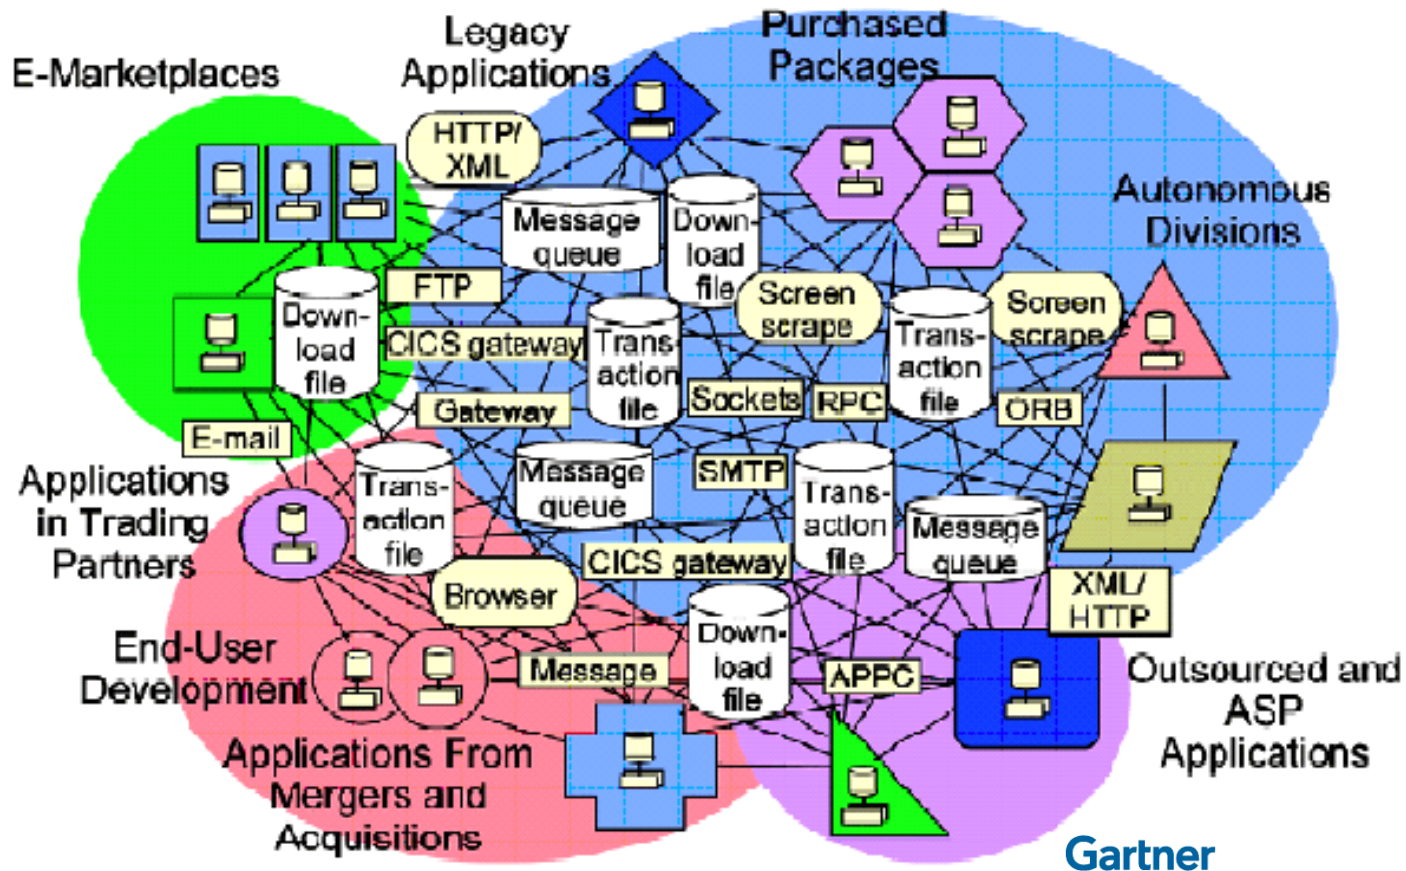 Legacy
Applications
Purchased
Packages
E-Marketplaces
HTTP/
XML
Autonomous
Divisions
Message
queue
Down-
load
file
FTP
Down-
load
file
Screen
scrape
Screen
scrape
CICS gateway
Trans-
action
file
Trans-
action
file
Gateway
Sockets
RPC
ORB
E-mail
Applications
in Trading
Partners
Trans-
action
file
Message
queue
SMTP
Trans-
action
file
Message
queue
CICS gateway
Browser
XML/
HTTP
End-User
Development
Message
Down-
load
file
APPC
Outsourced and
ASP
Applications
Applications From
Mergers and
Acquisitions
Gartner